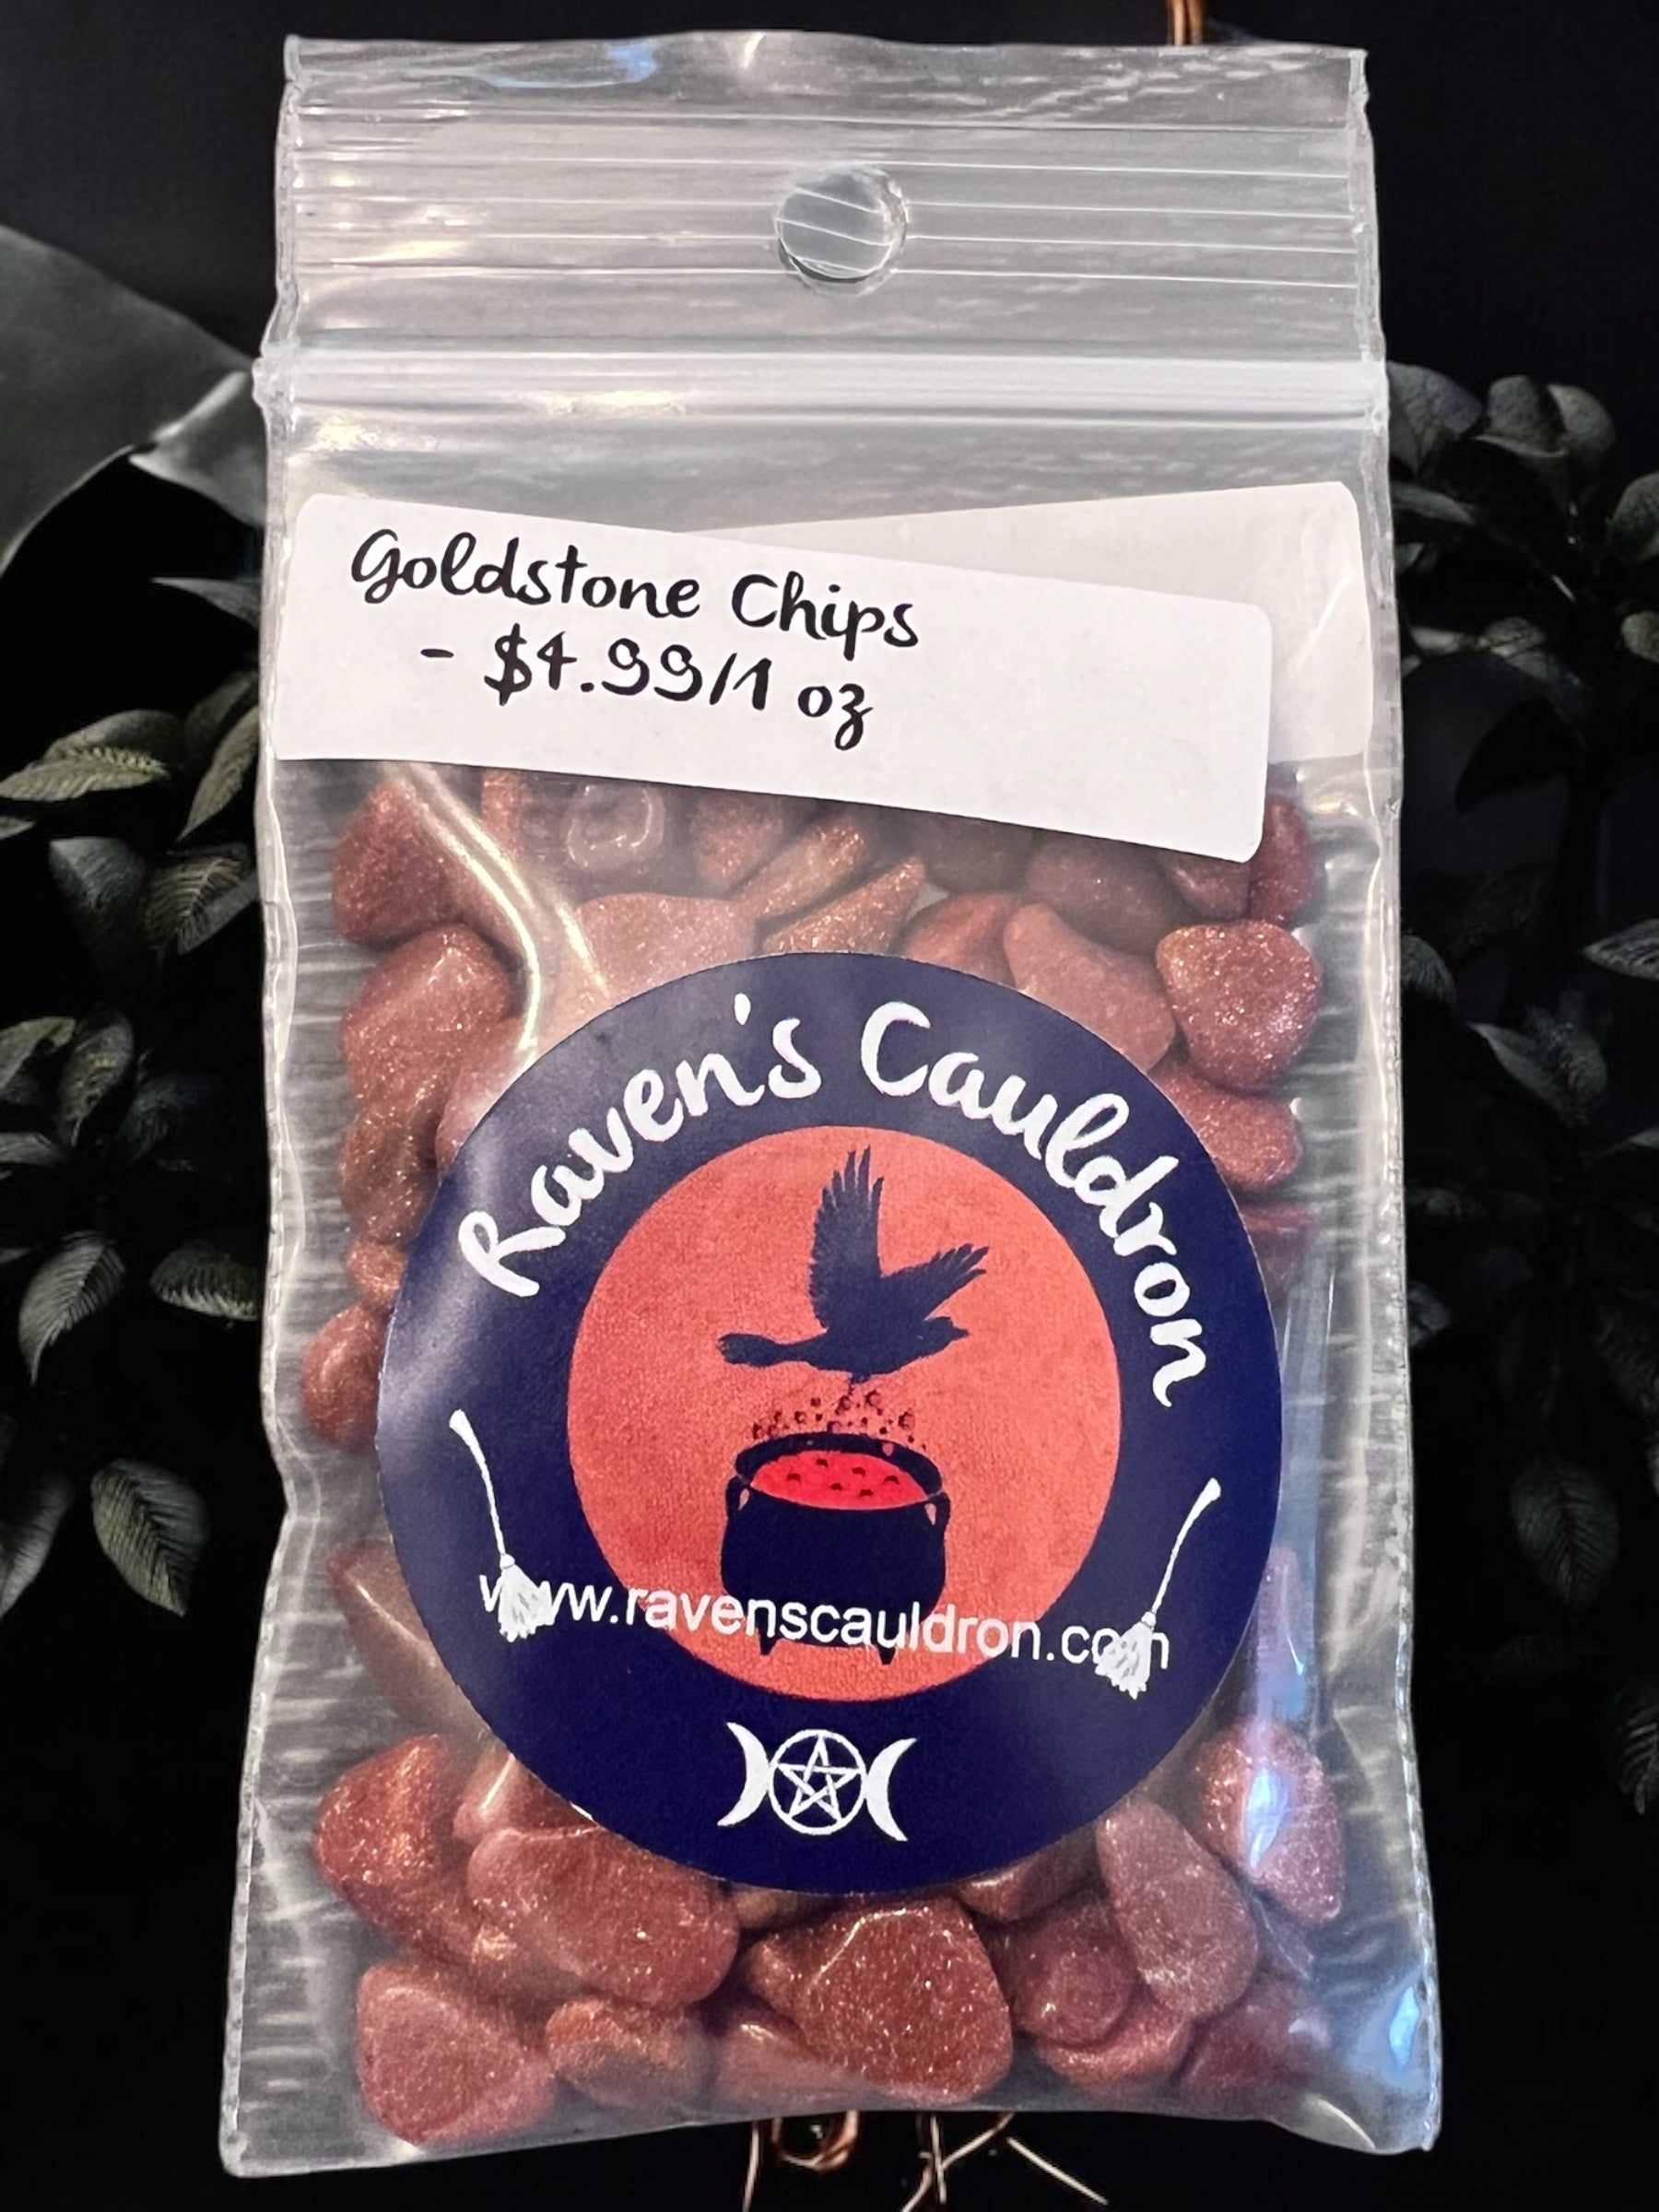 Goldstone Chips
- $4.99/1 oz
Raven's Cauldron
www.ravenscauldron.com